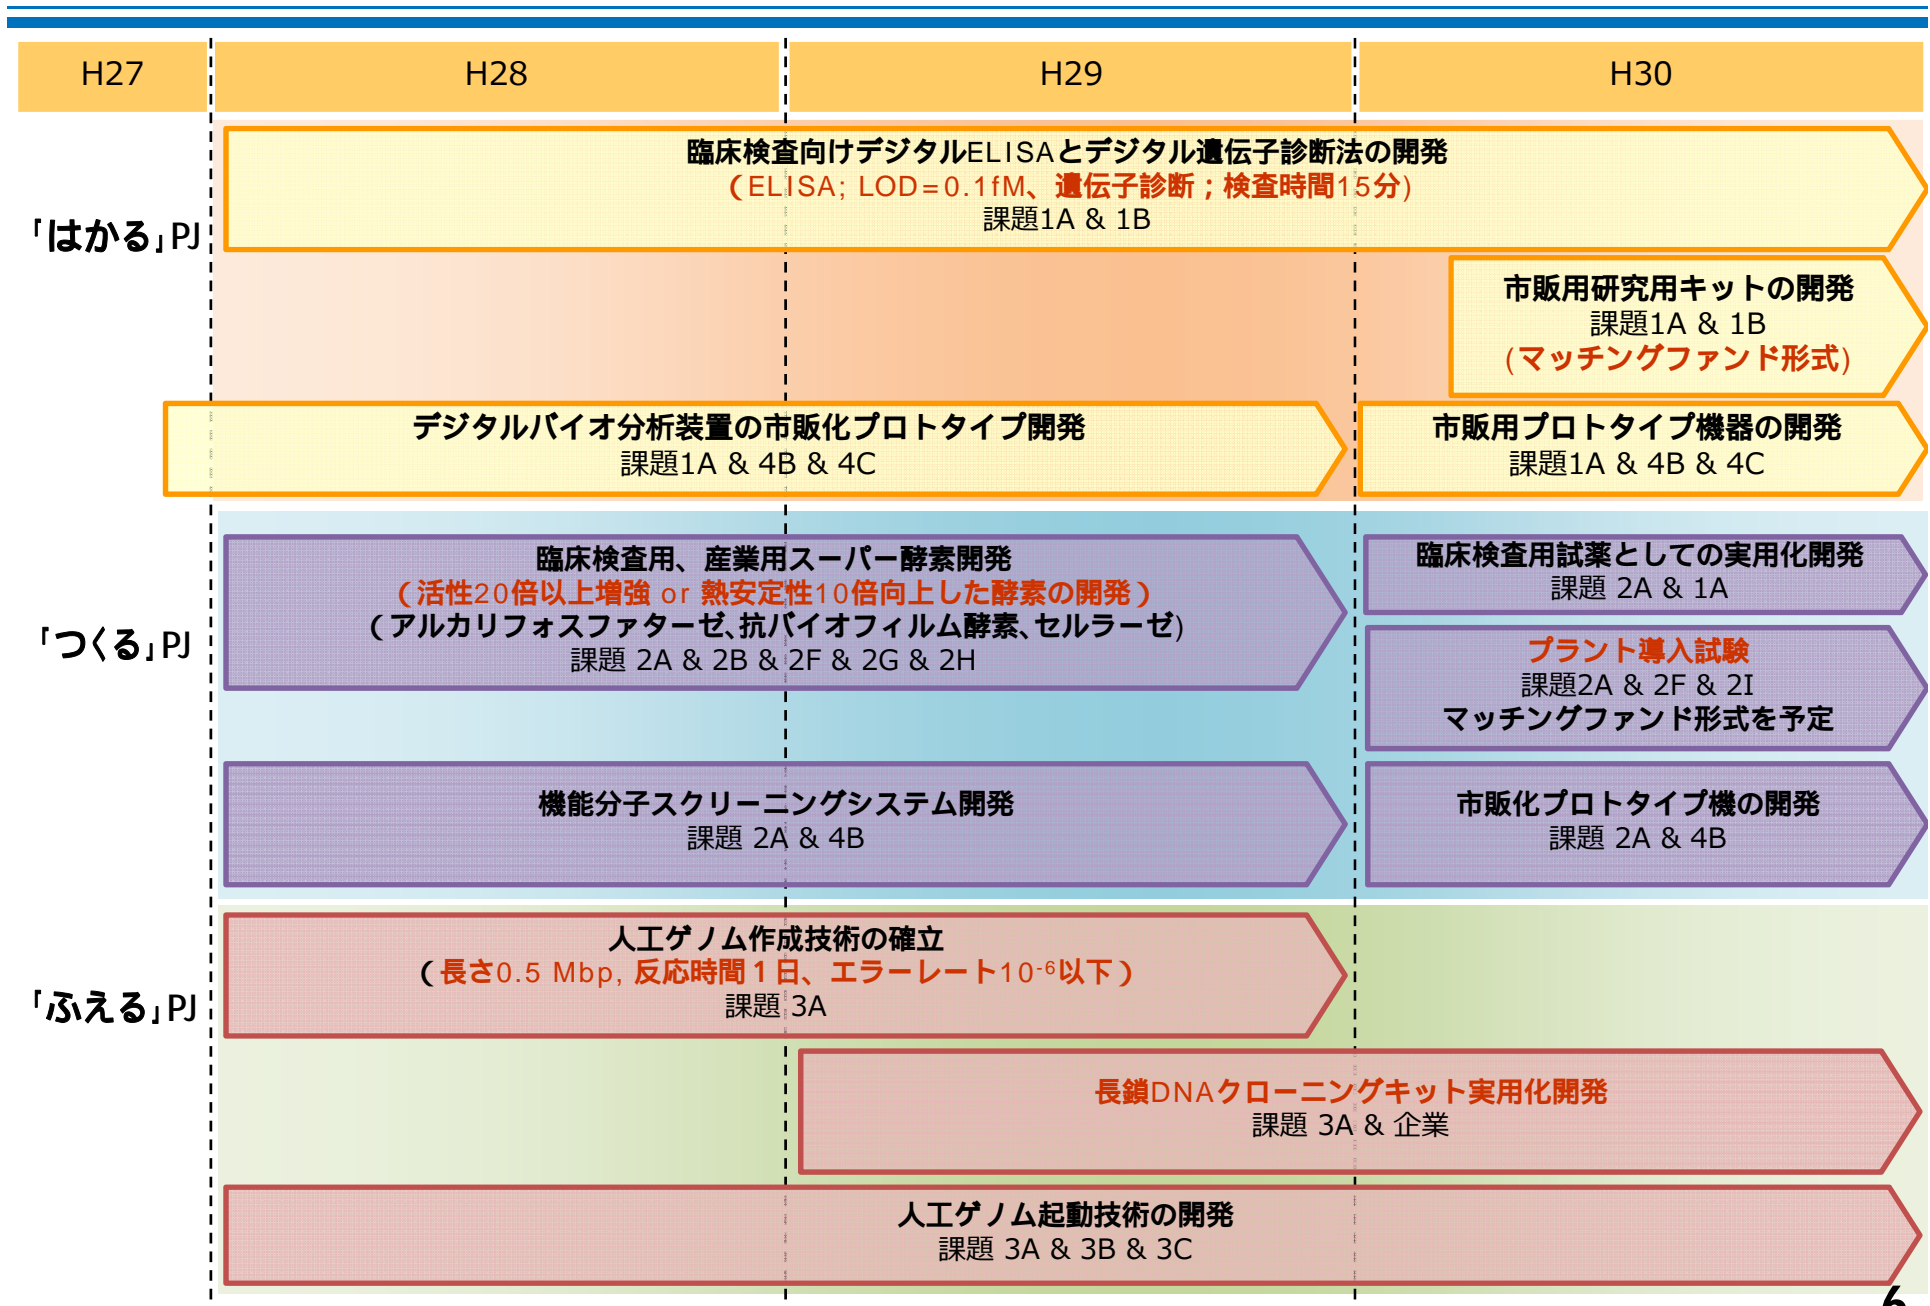 H27 H28 H29 H30
「はかる」PJ
臨床検査向けデジタルELISAとデジタル遺伝子診断法の開発
(ELISA; LOD=0.1fM、遺伝子診断；検査時間15分)
課題1A & 1B
市販用研究用キットの開発
課題1A & 1B
(マッチングファンド形式)
デジタルバイオ分析装置の市販化プロトタイプ開発
課題1A & 4B & 4C
市販用プロトタイプ機器の開発
課題1A & 4B & 4C
「つくる」PJ
臨床検査用、産業用スーパー酵素開発
（活性20倍以上増強 or 熱安定性10倍向上した酵素の開発）
（アルカリフォスファターゼ、抗バイオフィルム酵素、セルラーゼ)
課題 2A & 2B & 2F & 2G & 2H
臨床検査用試薬としての実用化開発
課題 2A & 1A
プラント導入試験
課題2A & 2F & 2I
マッチングファンド形式を予定
機能分子スクリーニングシステム開発
課題 2A & 4B
市販化プロトタイプ機の開発
課題 2A & 4B
「ふえる」PJ
人工ゲノム作成技術の確立
（長さ0.5 Mbp, 反応時間１日、エラーレート10⁻⁶以下）
課題 3A
長鎖DNAクローニングキット実用化開発
課題 3A & 企業
人工ゲノム起動技術の開発
課題 3A & 3B & 3C
6